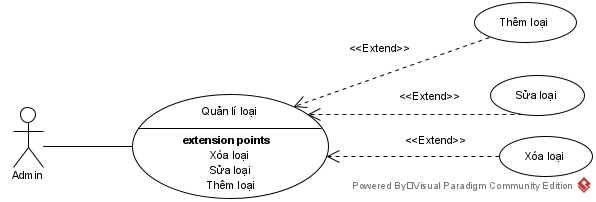 Thêm loại
<<Extend>>
<<Extend>>
Sửa loại
Quản lí loại
extension points
Xóa loại
Sửa loại
Thêm loại
<<Extend>>
Xóa loại
Admin
Powered By Visual Paradigm Community Edition